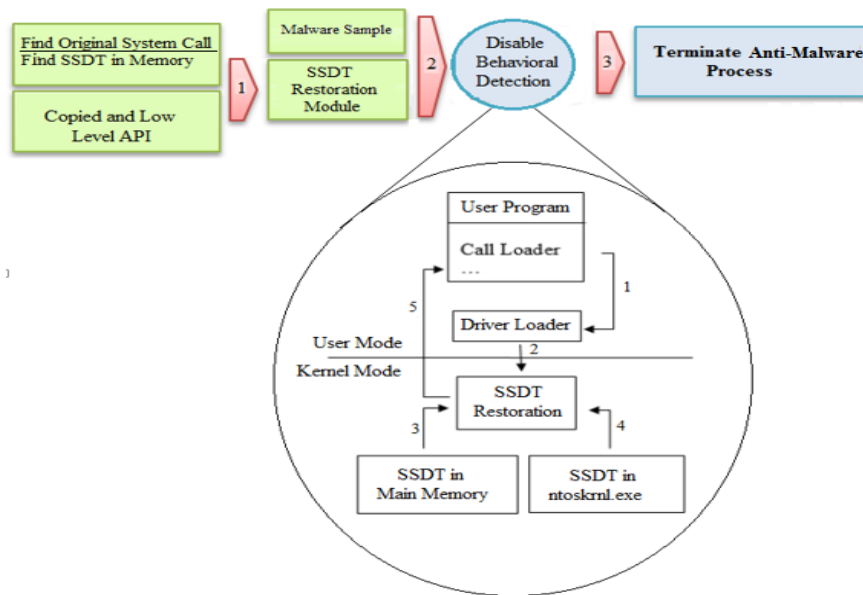 Find Original System Call
Find SSDT in Memory
Copied and Low
Level API
1
Malware Sample
SSDT
Restoration
Module
2
Disable
Behavioral
Detection
3
Terminate Anti-Malware
Process
User Program
Call Loader
...
1
5
Driver Loader
User Mode
2
Kernel Mode
SSDT
Restoration
3
4
SSDT in
Main Memory
SSDT in
ntoskrnl.exe